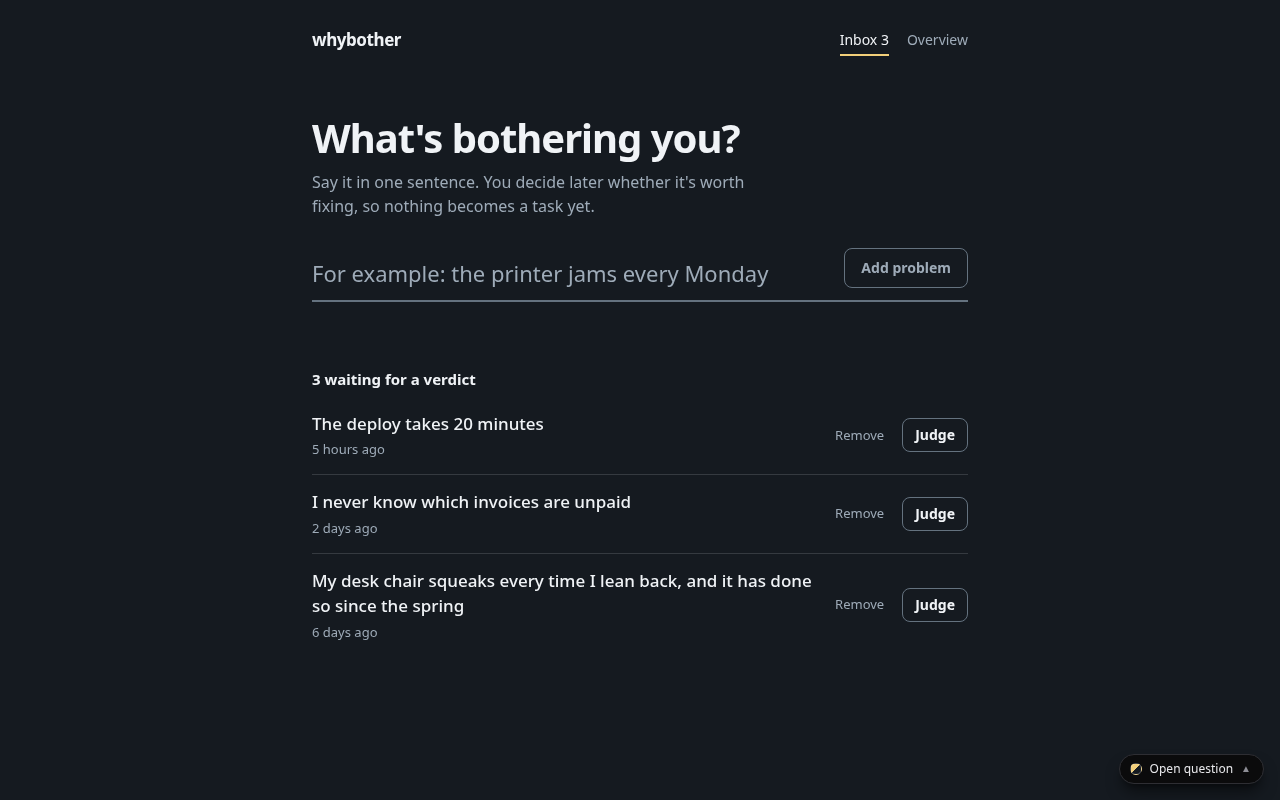 whybother
Inbox 3
Overview
What's bothering you?
Say it in one sentence. You decide later whether it's worth
fixing, so nothing becomes a task yet.
For example: the printer jams every Monday
Add problem
3 waiting for a verdict
The deploy takes 20 minutes
5 hours ago
Remove
Judge
I never know which invoices are unpaid
2 days ago
Remove
Judge
My desk chair squeaks every time I lean back, and it has done
so since the spring
6 days ago
Remove
Judge
Open question